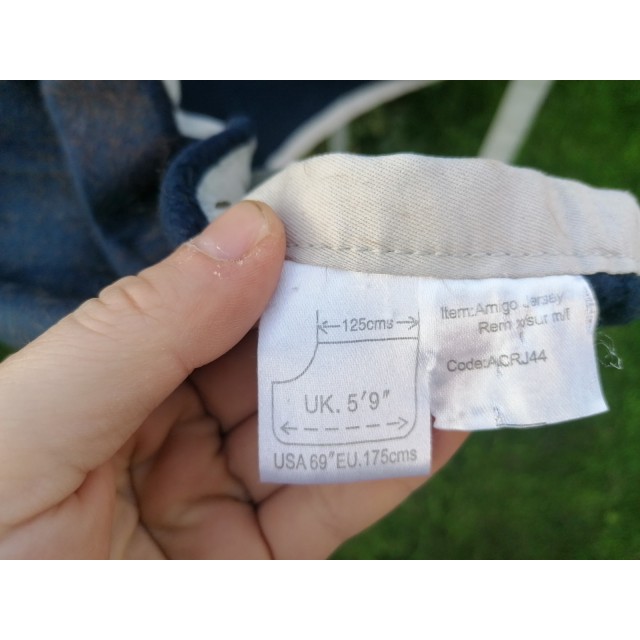 125cms
UK. 5'9"
USA 69" EU. 175cms
Item:Amigo Jersey
Code:ACRJ44